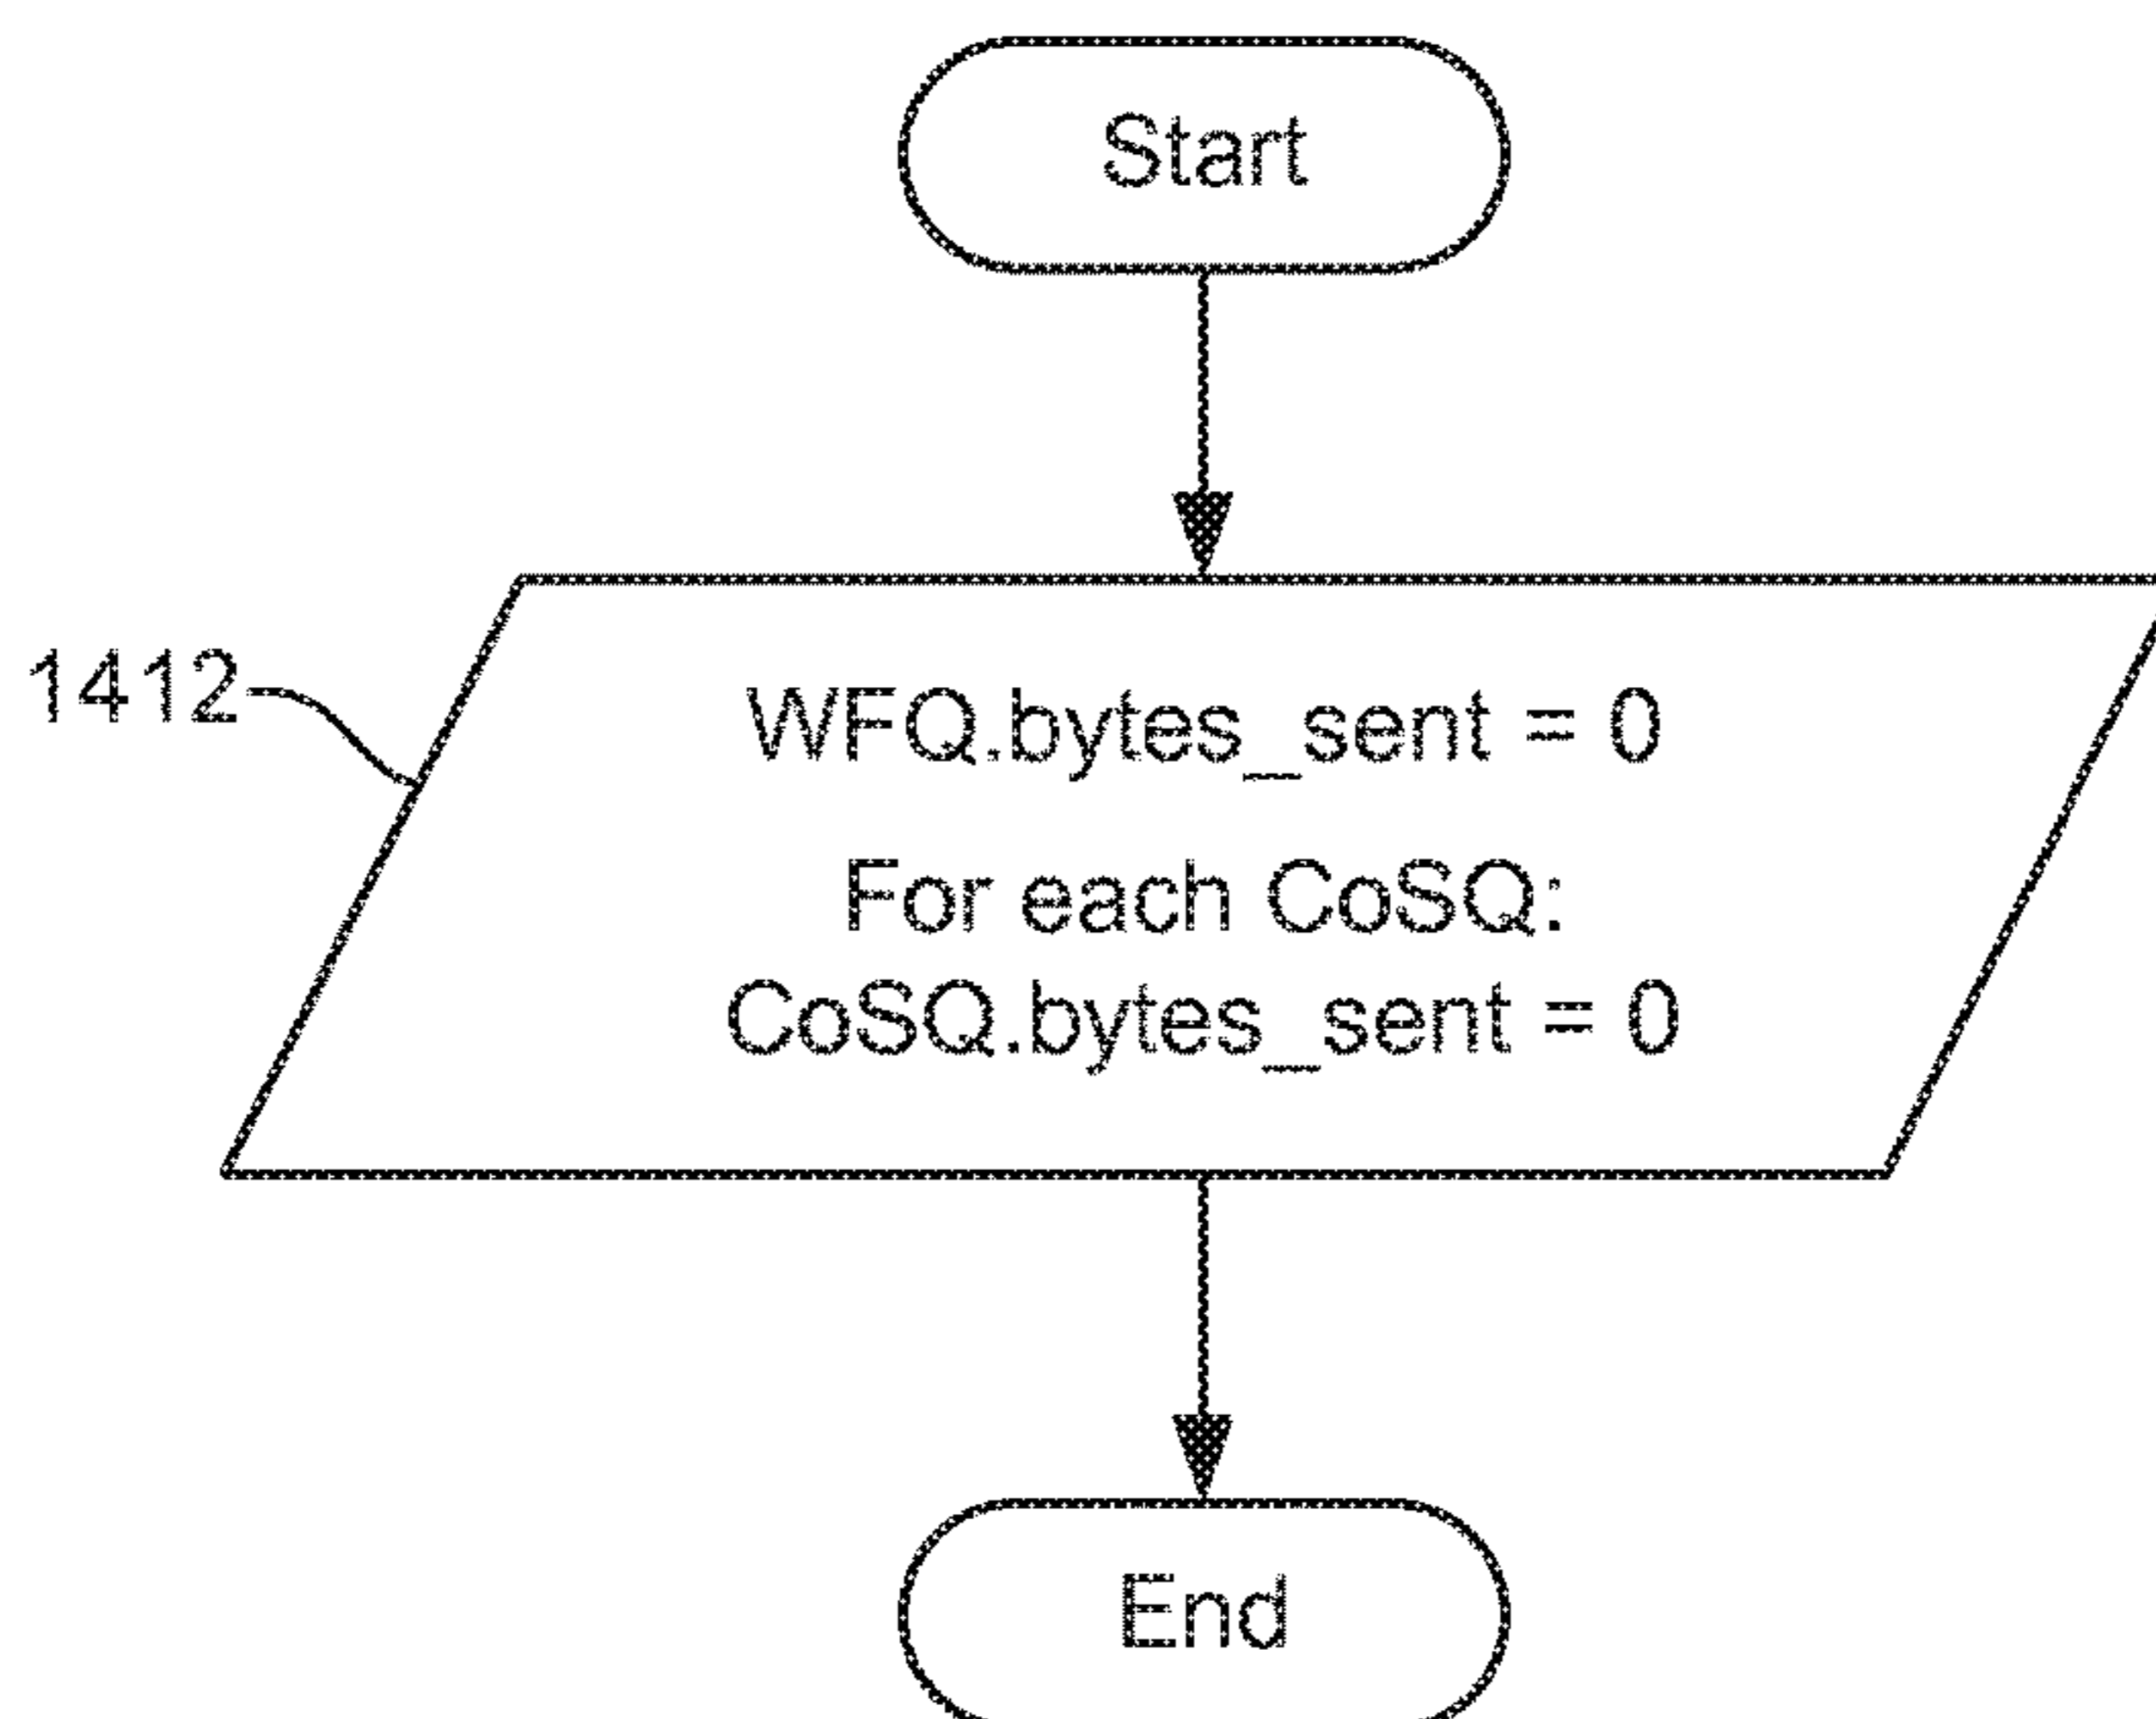 Start
1412
WFQ.bytes_sent = 0
For each CoSQ:
CoSQ.bytes_sent = 0
End